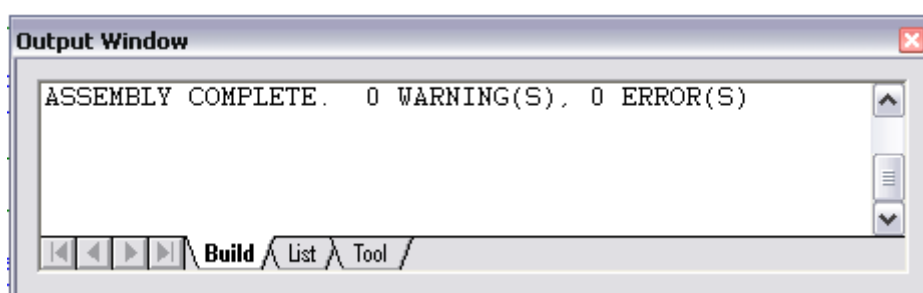 Output Window
ASSEMBLY COMPLETE.  0 WARNING(S), 0 ERROR(S)
Build List Tool